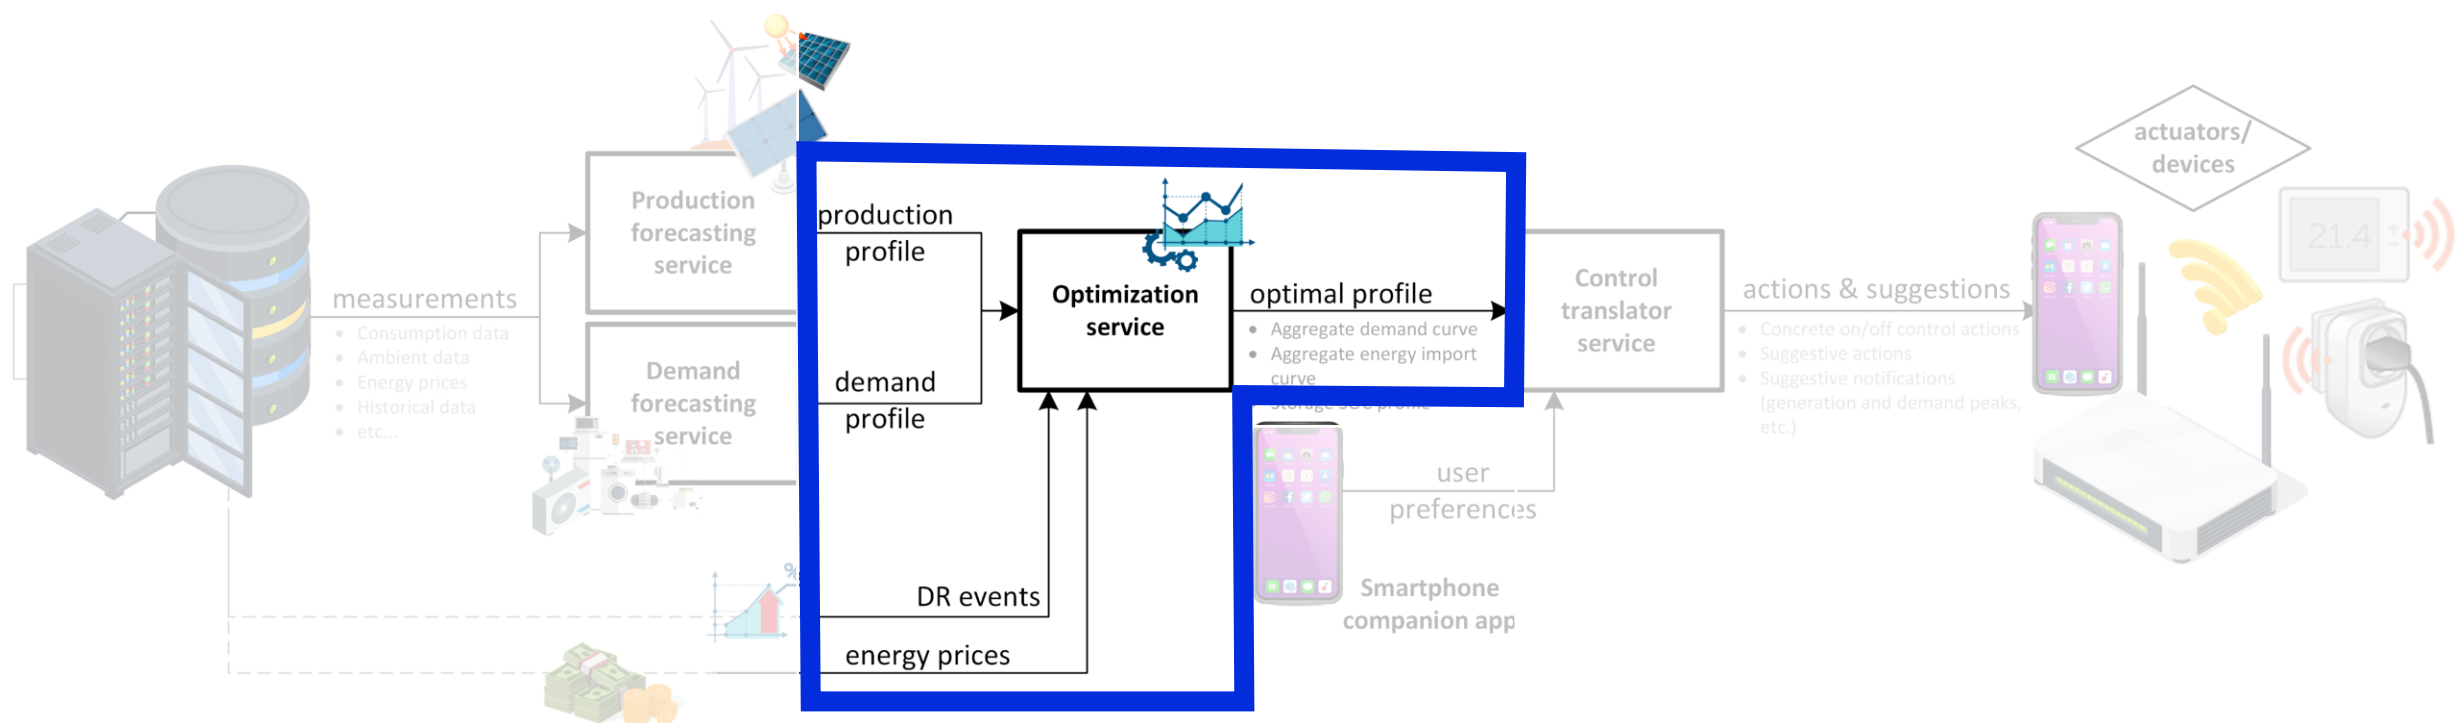 measurements
• Consumption data
• Ambient data
• Energy prices
• Historical data
• etc...
Production
forecasting
service
Demand
forecasting
service
%
production
profile
demand
profile
DR events
energy prices
Optimization
service
optimal profile
• Aggregate demand curve
• Aggregate energy import
curve
Storage SOC profile
user
preferences
Smartphone
companion app
Control
translator
service
actions & suggestions
• Concrete on/off control actions
• Suggestive actions
• Suggestive notifications
(generation and demand peaks,
etc.)
actuators/
devices
21.4